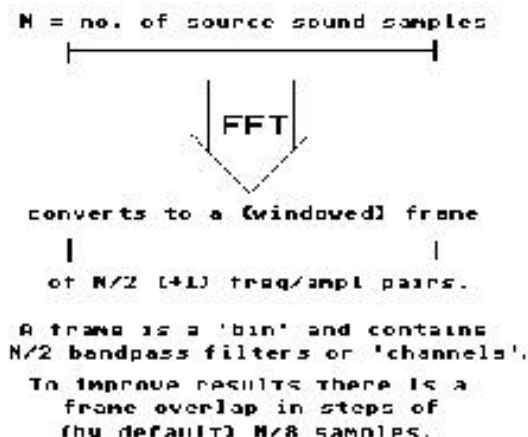 N = no. of source sound samples
FFT
converts to a (windowed) frame
of N/2 (+1) freq/ampl pairs.
A frame is a 'bin' and contains
N/2 bandpass filters or 'channels'.
To improve results there is a
frame overlap in steps of
(by default) N/8 samples.